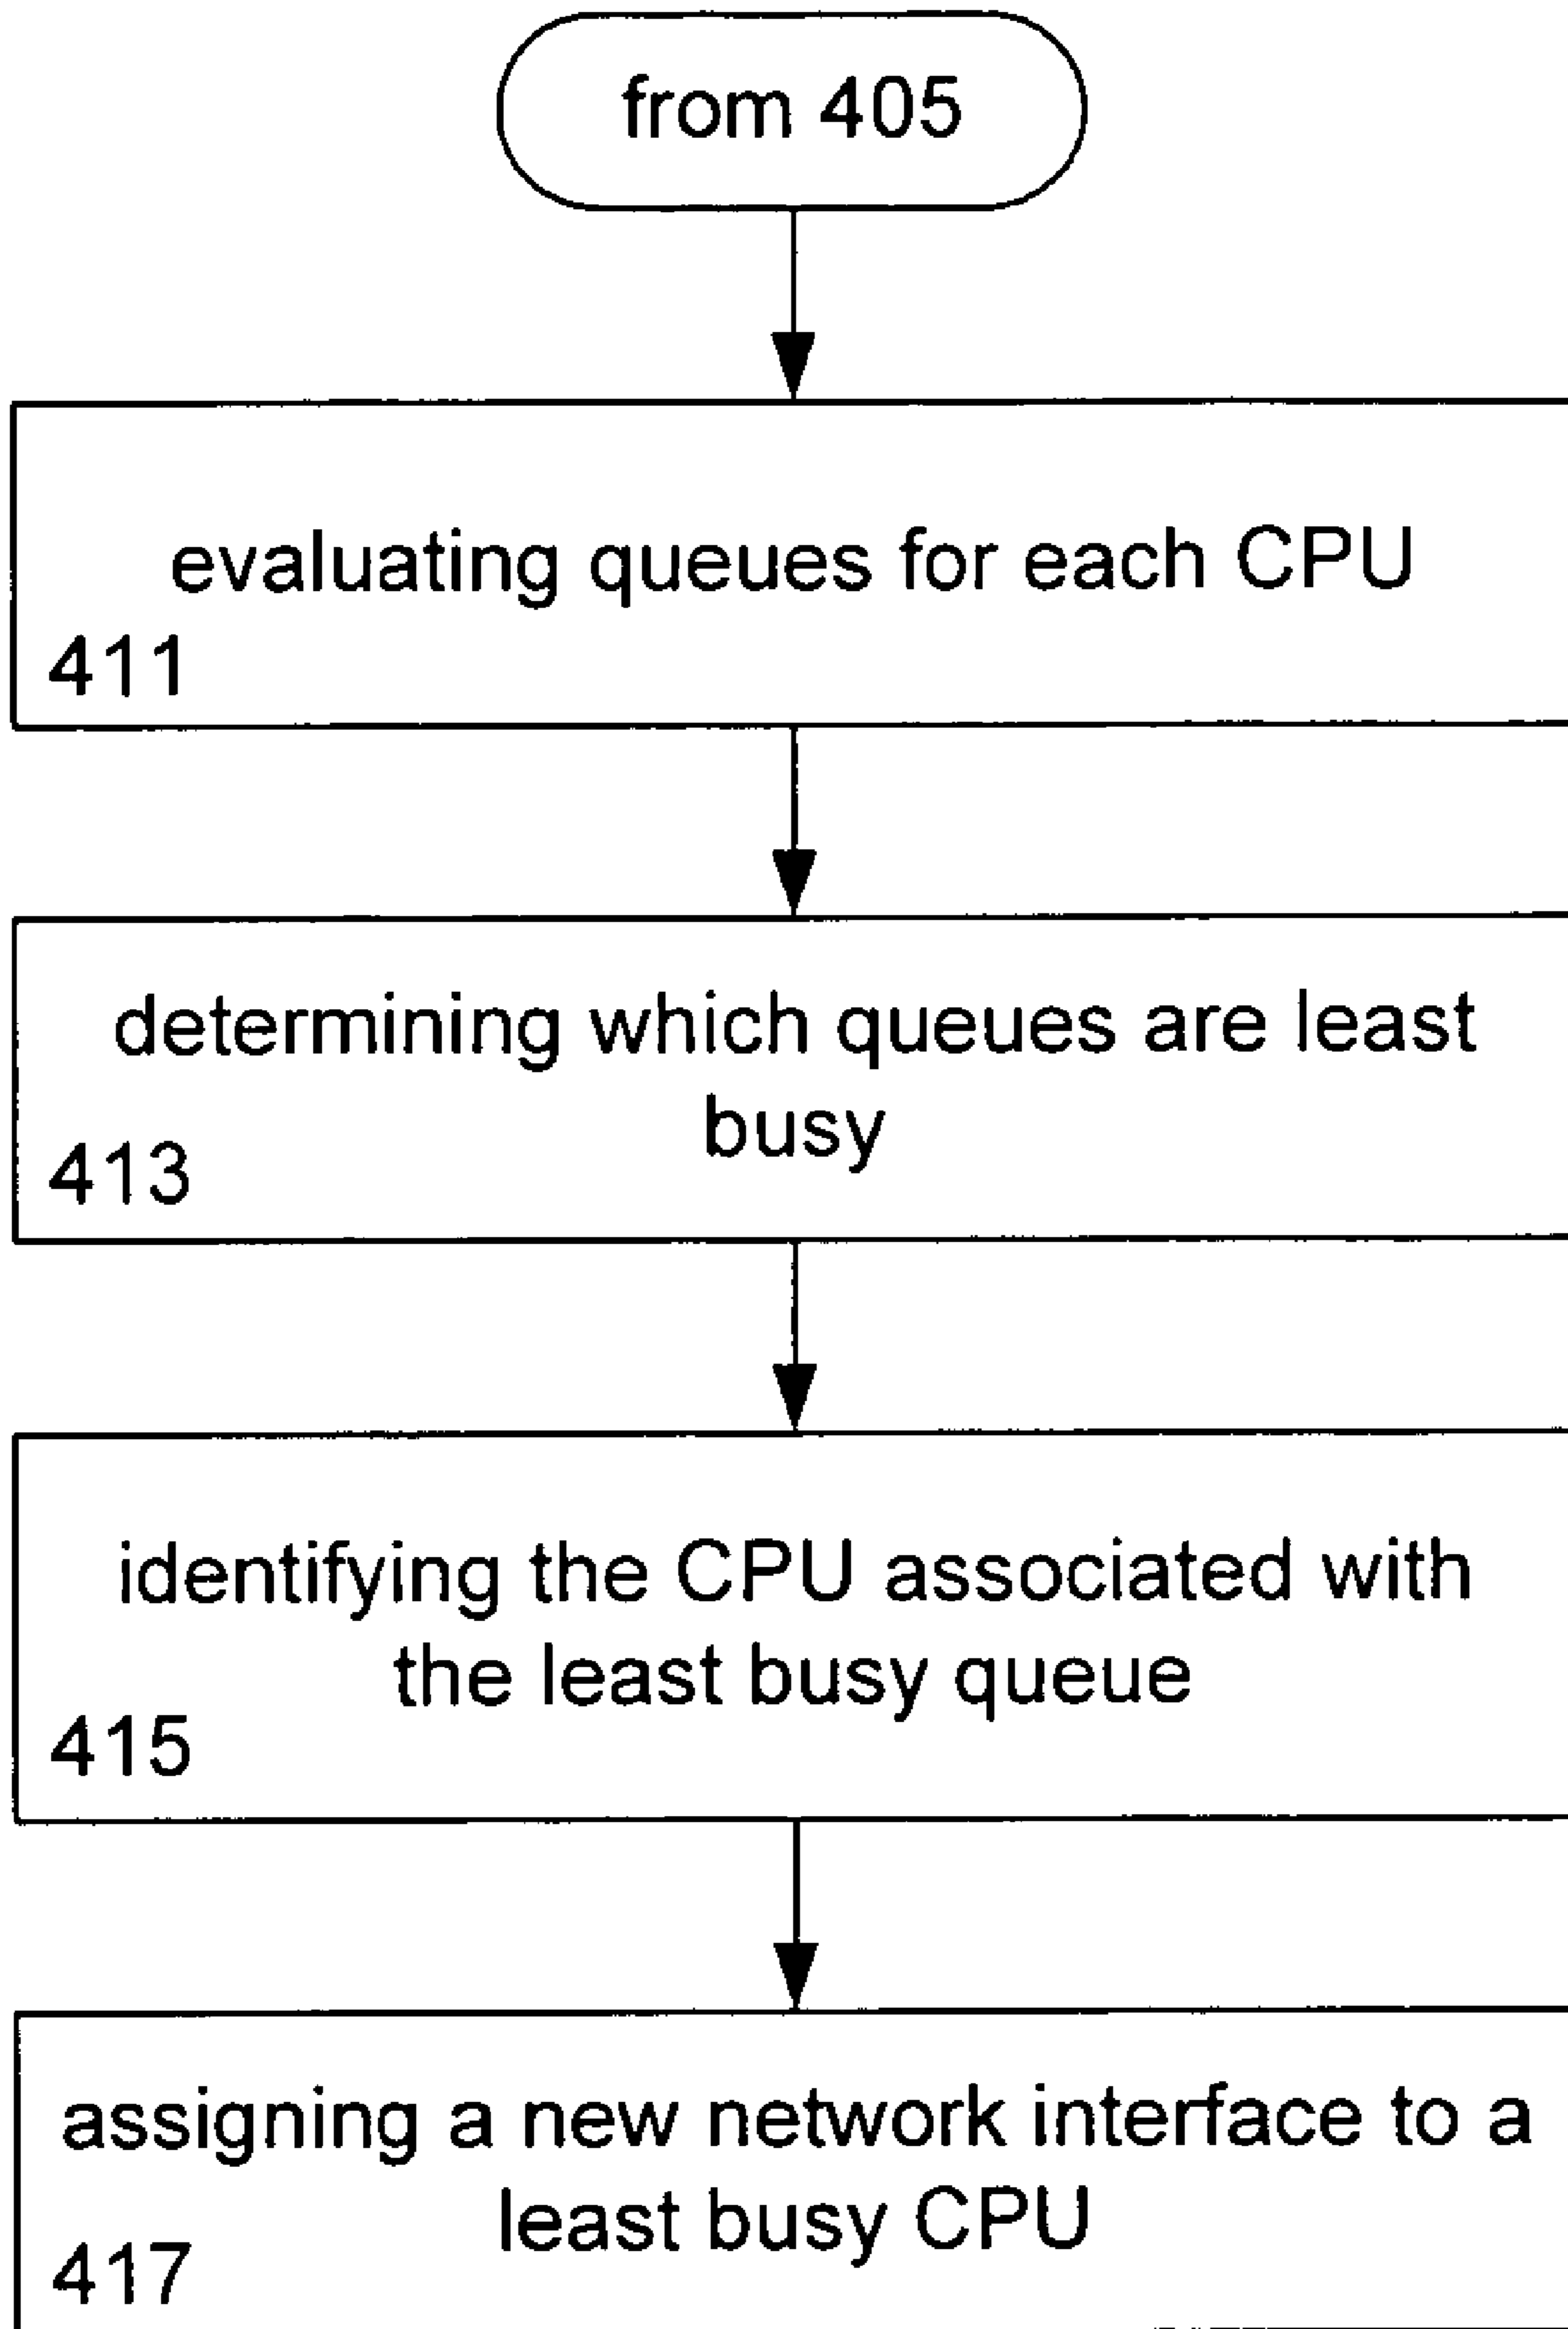 from 405
evaluating queues for each CPU
411
determining which queues are least
busy
413
identifying the CPU associated with
the least busy queue
415
assigning a new network interface to a
least busy CPU
417